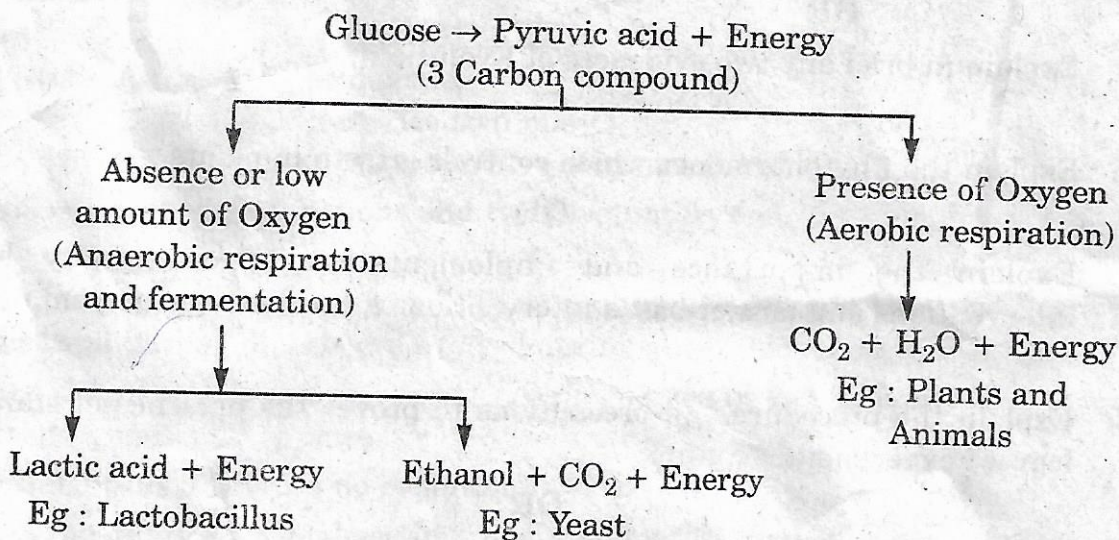 Glucose → Pyruvic acid + Energy
(3 Carbon compound)
Absence or low
amount of Oxygen
(Anaerobic respiration
and fermentation)
Presence of Oxygen
(Aerobic respiration)
CO₂ + H₂O + Energy
Eg : Plants and
Animals
Lactic acid + Energy
Eg : Lactobacillus
Ethanol + CO₂ + Energy
Eg : Yeast